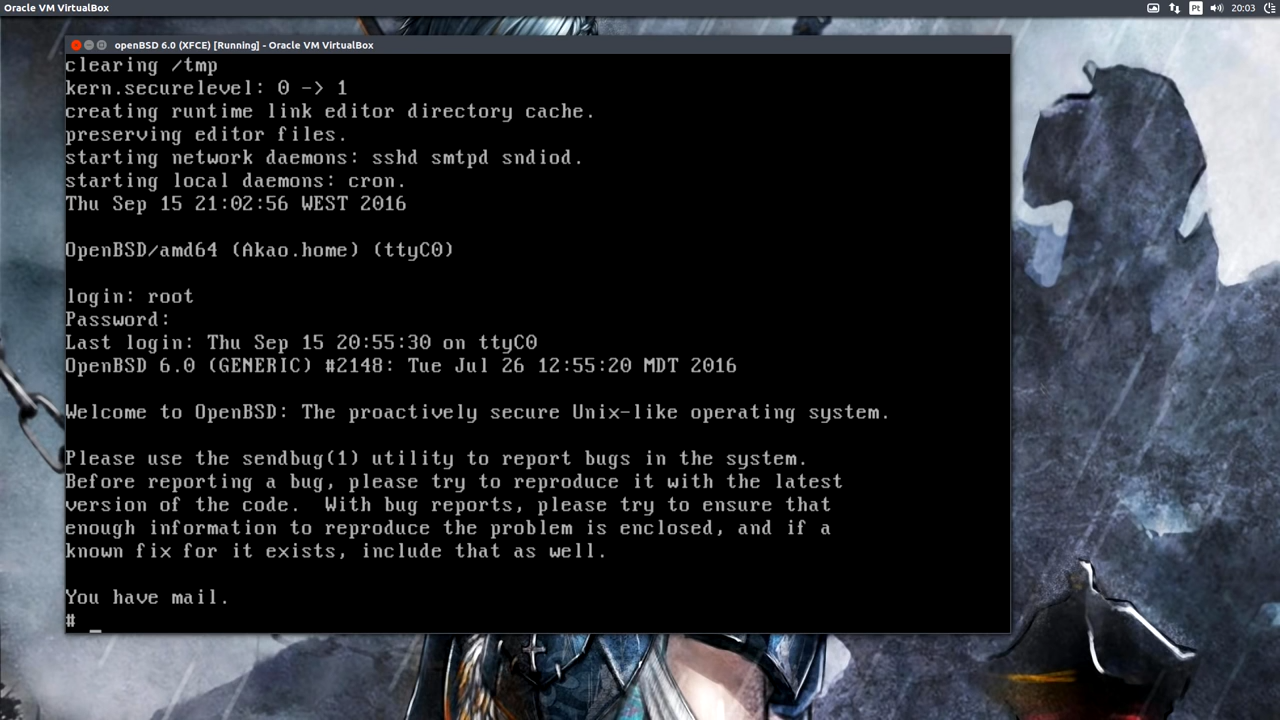 Oracle VM VirtualBox
Pt
20:03
openBSD 6.0 (XFCE) [Running] - Oracle VM VirtualBox
clearing /tmp
kern.securelevel: 0 -> 1
creating runtime link editor directory cache.
preserving editor files.
starting network daemons: sshd smtpd sndiod.
starting local daemons: cron.
Thu Sep 15 21:02:56 WEST 2016
OpenBSD/amd64 (Akao.home) (ttyC0)
login: root
Password:
Last login: Thu Sep 15 20:55:30 on ttyC0
OpenBSD 6.0 (GENERIC) #2148: Tue Jul 26 12:55:20 MDT 2016
Welcome to OpenBSD: The proactively secure Unix-like operating system.
Please use the sendbug(1) utility to report bugs in the system.
Before reporting a bug, please try to reproduce it with the latest
version of the code.  With bug reports, please try to ensure that
enough information to reproduce the problem is enclosed, and if a
known fix for it exists, include that as well.
You have mail.
# _